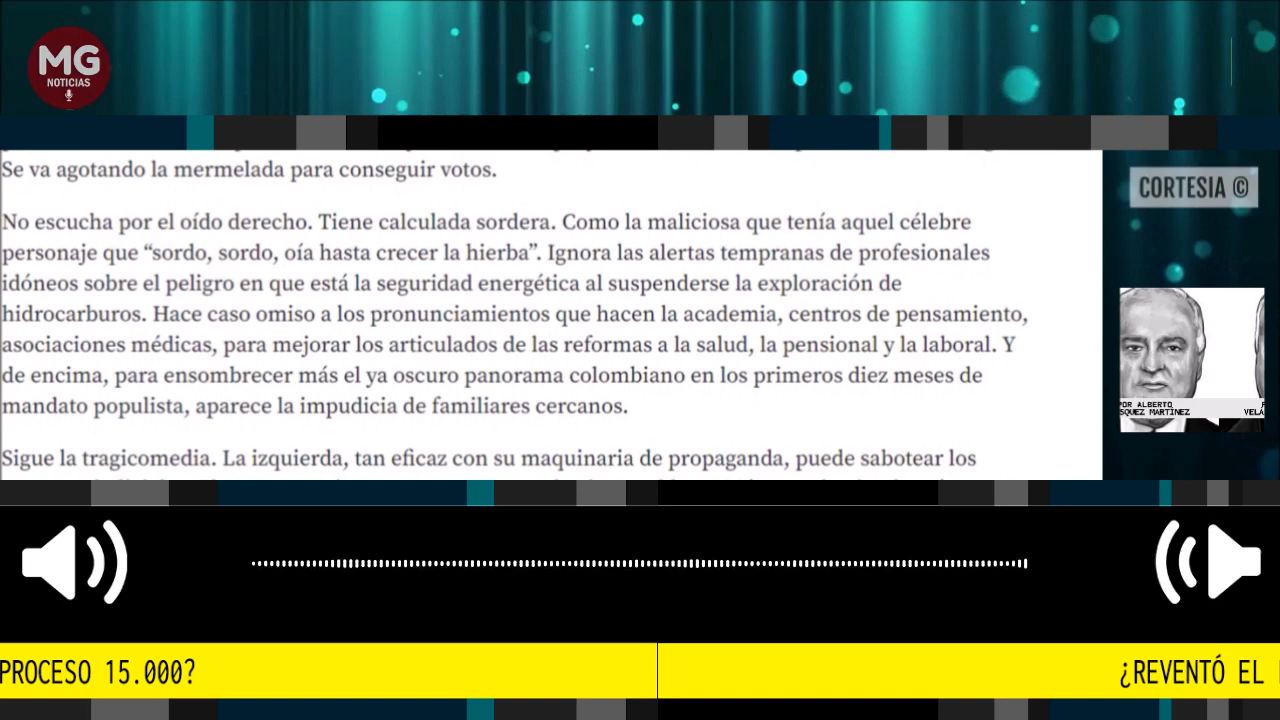 MG
NOTICIAS
Se va agotando la mermelada para conseguir votos.
CORTESIA ©
No escucha por el oído derecho. Tiene calculada sordera. Como la maliciosa que tenía aquel célebre
personaje que “sordo, sordo, oía hasta crecer la hierba”. Ignora las alertas tempranas de profesionales
idóneos sobre el peligro en que está la seguridad energética al suspenderse la exploración de
hidrocarburos. Hace caso omiso a los pronunciamientos que hacen la academia, centros de pensamiento,
asociaciones médicas, para mejorar los articulados de las reformas a la salud, la pensional y la laboral. Y
de encima, para ensombrecer más el ya oscuro panorama colombiano en los primeros diez meses de
mandato populista, aparece la impudicia de familiares cercanos.
POR ALBERTO
SQUEZ MARTINEZ
VELÁ
Sigue la tragicomedia. La izquierda, tan eficaz con su maquinaria de propaganda, puede sabotear los
PROCESO 15.000?
¿REVENTÓ EL